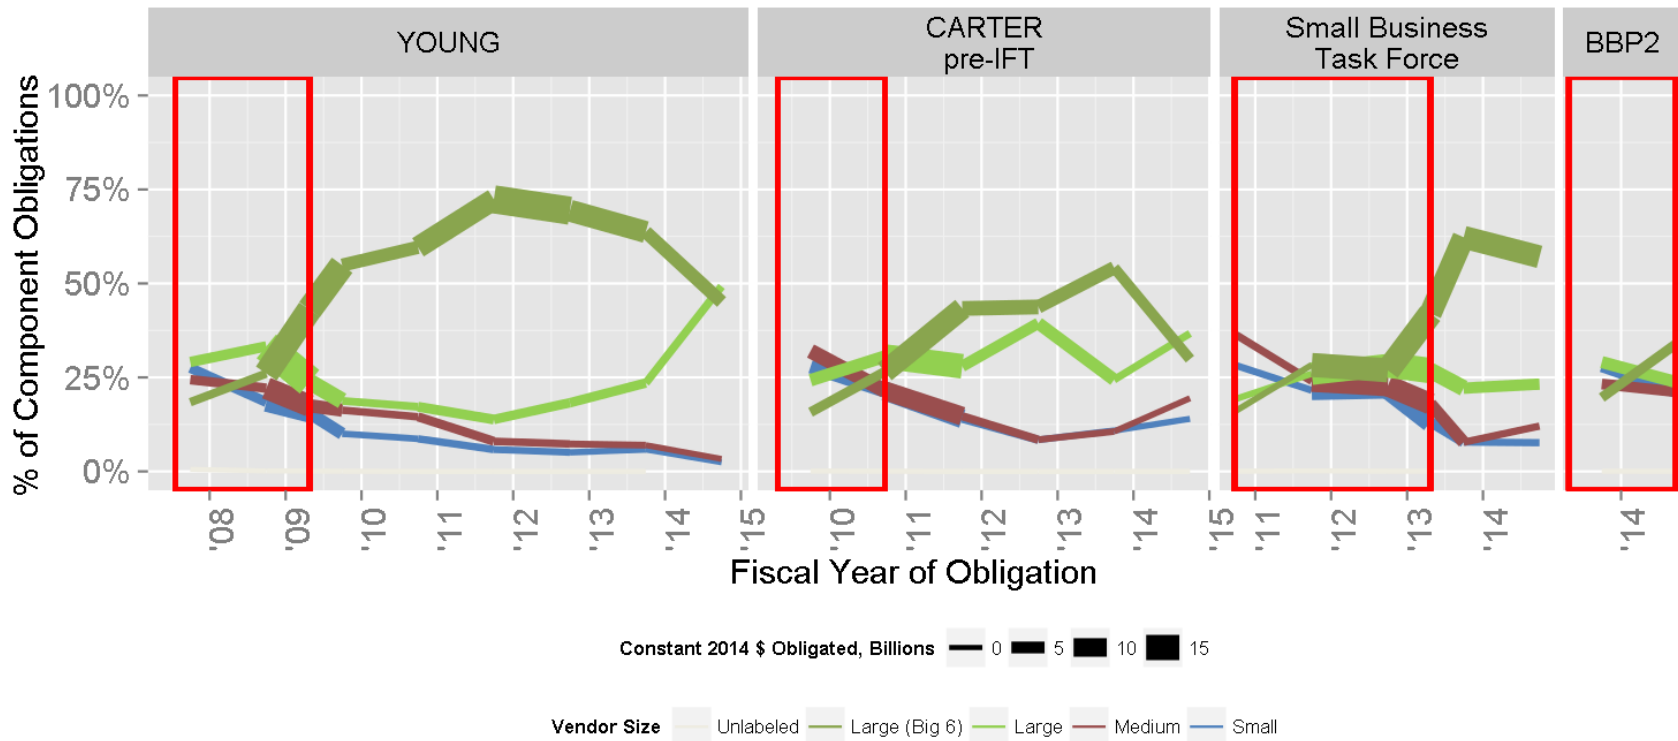 YOUNG
CARTER
pre-IFT
Small Business
Task Force
BBP2
% of Component Obligations
100%
75%
50%
25%
0%
'08 '09 '10 '11 '12 '13 '14 '15
'10 '11 '12 '13 '14 '15
'11 '12 '13 '14
'14
Fiscal Year of Obligation
Constant 2014 $ Obligated, Billions 0 5 10 15
Vendor Size Unlabeled Large (Big 6) Large Medium Small